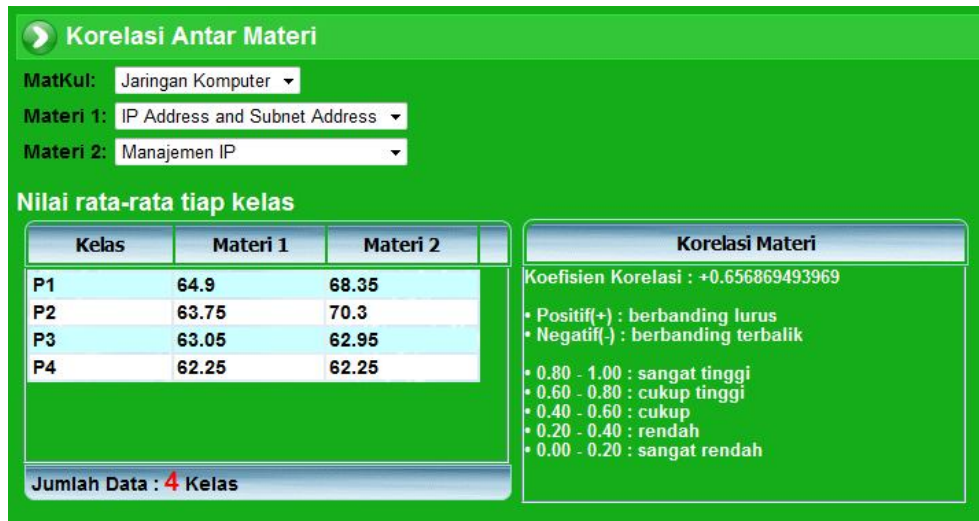 Korelasi Antar Materi
MatKul: Jaringan Komputer
Materi 1: IP Address and Subnet Address
Materi 2: Manajemen IP
Nilai rata-rata tiap kelas
Kelas Materi 1 Materi 2
P1 64.9 68.35
P2 63.75 70.3
P3 63.05 62.95
P4 62.25 62.25
Jumlah Data : 4 Kelas
Korelasi Materi
Koefisien Korelasi : +0.656869493969
• Positif(+) : berbanding lurus
• Negatif(-) : berbanding terbalik
• 0.80 - 1.00 : sangat tinggi
• 0.60 - 0.80 : cukup tinggi
• 0.40 - 0.60 : cukup
• 0.20 - 0.40 : rendah
• 0.00 - 0.20 : sangat rendah